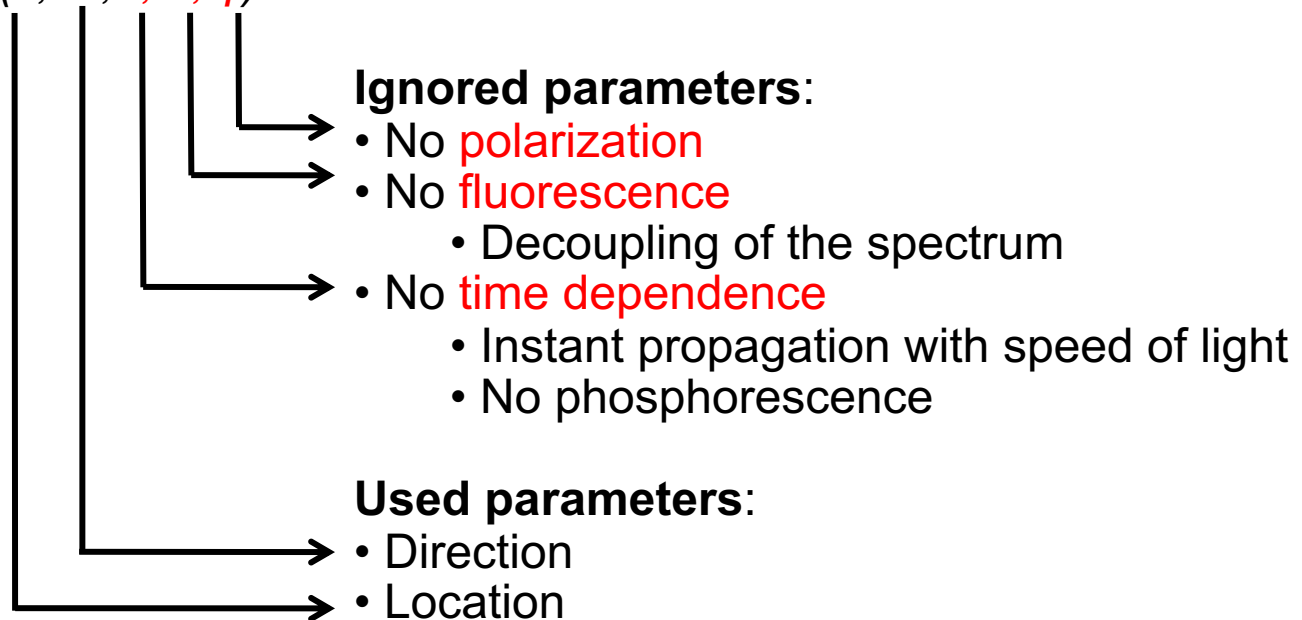 Ignored parameters:
• No polarization
• No fluorescence
• Decoupling of the spectrum
• No time dependence
• Instant propagation with speed of light
• No phosphorescence
Used parameters:
• Direction
• Location